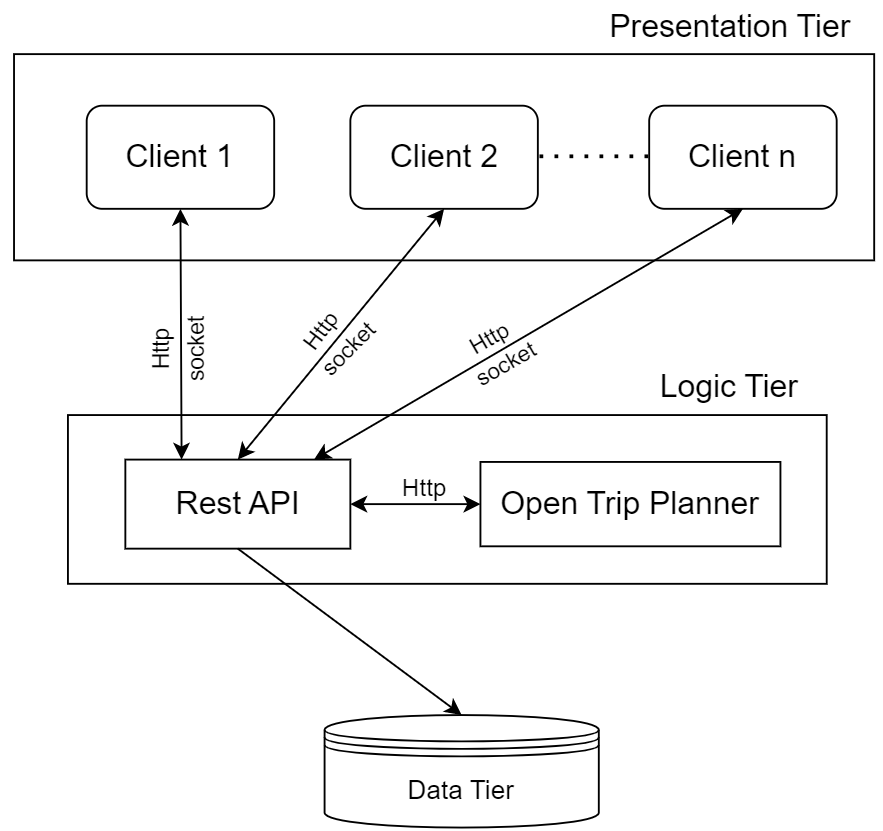 Presentation Tier
Client 1
Client 2
Client n
Http
socket
Http
socket
Http
socket
Logic Tier
Rest API
Http
Open Trip Planner
Data Tier